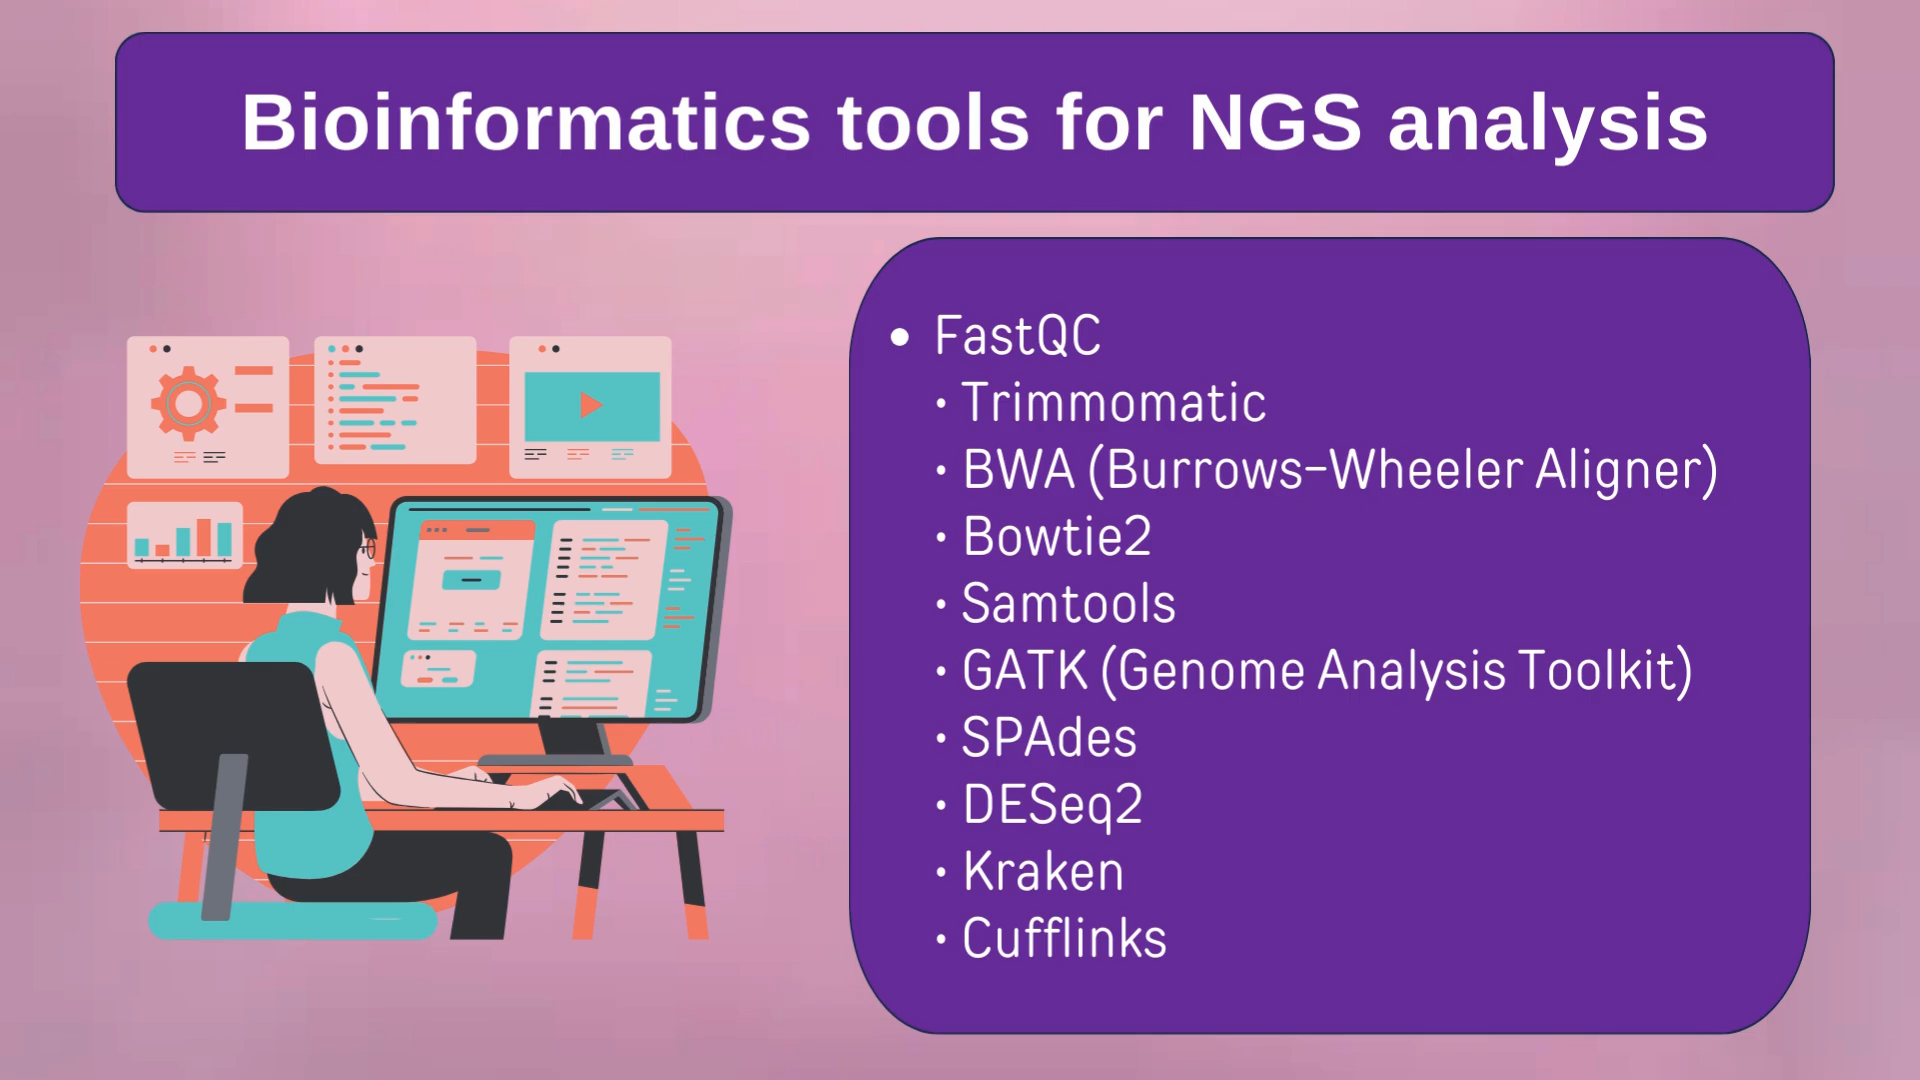 Bioinformatics tools for NGS analysis
• FastQC
• Trimmomatic
• BWA (Burrows-Wheeler Aligner)
• Bowtie2
• Samtools
• GATK (Genome Analysis Toolkit)
• SPAdes
• DESeq2
• Kraken
• Cufflinks